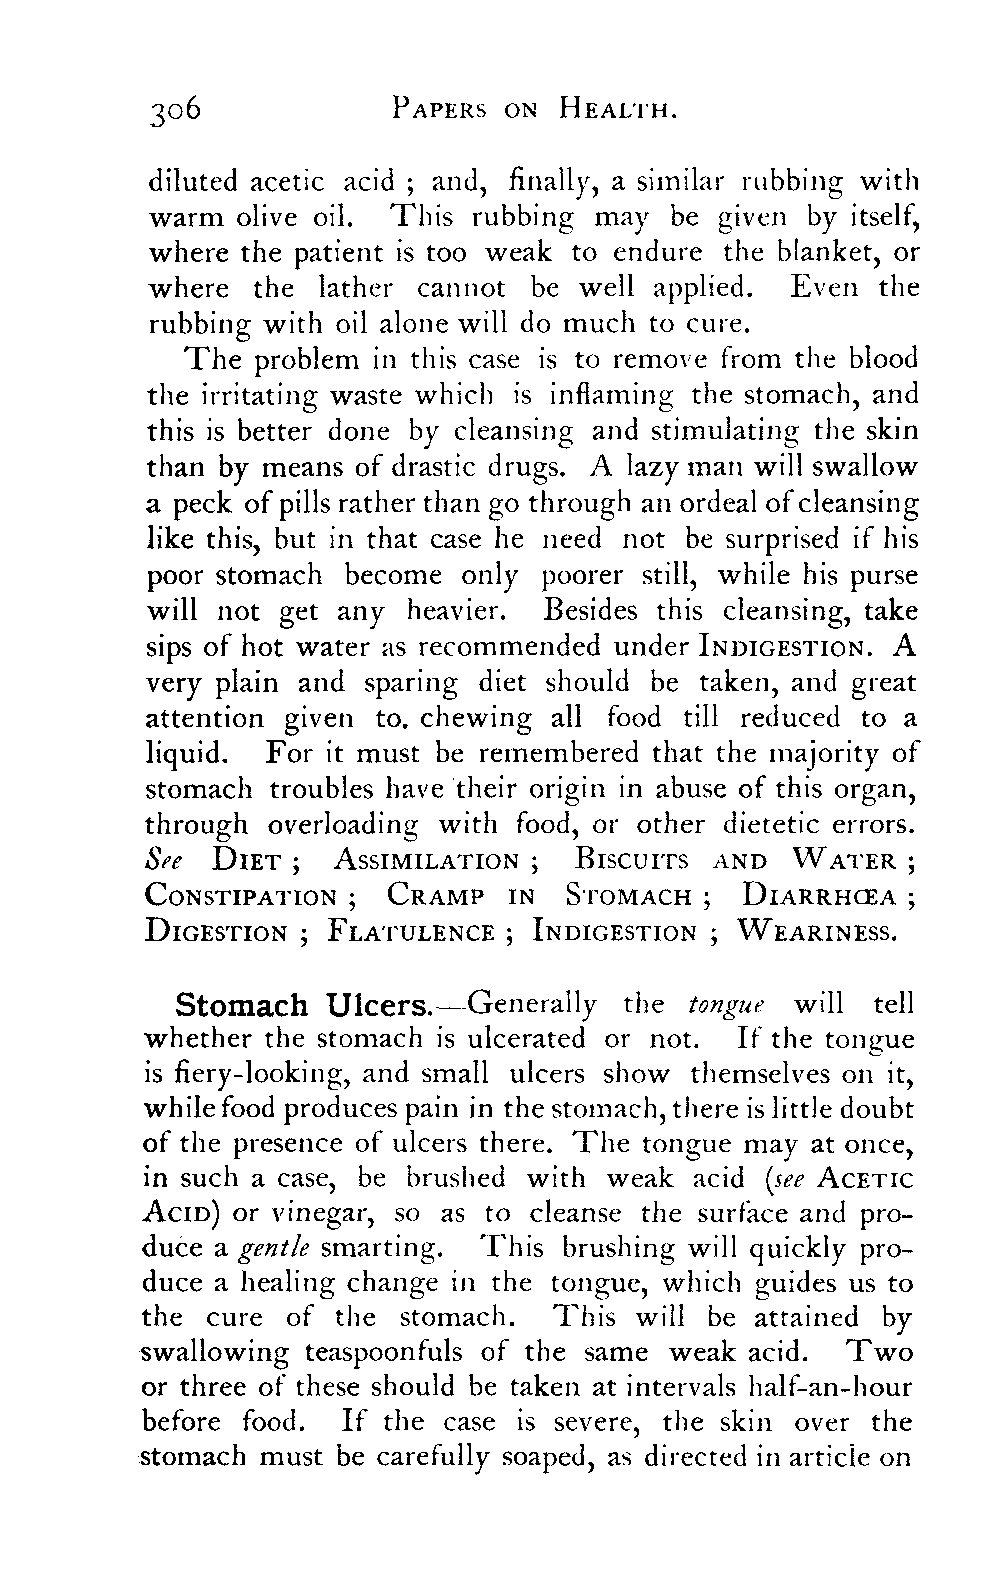 306 PAPERS ON HEALTH.
diluted acetic acid ; and, finally, a similar rubbing with
warm olive oil. This rubbing may be given by itself,
where the patient is too weak to endure the blanket, or
where the lather cannot be well applied. Even the
rubbing with oil alone will do much to cure.
The problem in this case is to remove from the blood
the irritating waste which is inflaming the stomach, and
this is better done by cleansing and stimulating the skin
than by means of drastic drugs. A lazy man will swallow
a peck of pills rather than go through an ordeal of cleansing
like this, but in that case he need not be surprised if his
poor stomach become only poorer still, while his purse
will not get any heavier. Besides this cleansing, take
sips of hot water as recommended under INDIGESTION. A
very plain and sparing diet should be taken, and great
attention given to. chewing all food till reduced to a
liquid. For it must be remembered that the majority of
stomach troubles have their origin in abuse of this organ,
through overloading with food, or other dietetic errors.
See DIET ; ASSIMILATION ; BISCUITS AND WATER ;
CONSTIPATION ; CRAMP IN STOMACH ; DIARRHŒA ;
DIGESTION ; FLATULENCE ; INDIGESTION ; WEARINESS.
Stomach Ulcers.—Generally the tongue will tell
whether the stomach is ulcerated or not. If the tongue
is fiery-looking, and small ulcers show themselves on it,
while food produces pain in the stomach, there is little doubt
of the presence of ulcers there. The tongue may at once,
in such a case, be brushed with weak acid (see ACETIC
ACID) or vinegar, so as to cleanse the surface and pro-
duce a gentle smarting. This brushing will quickly pro-
duce a healing change in the tongue, which guides us to
the cure of the stomach. This will be attained by
swallowing teaspoonfuls of the same weak acid. Two
or three of these should be taken at intervals half-an-hour
before food. If the case is severe, the skin over the
stomach must be carefully soaped, as directed in article on